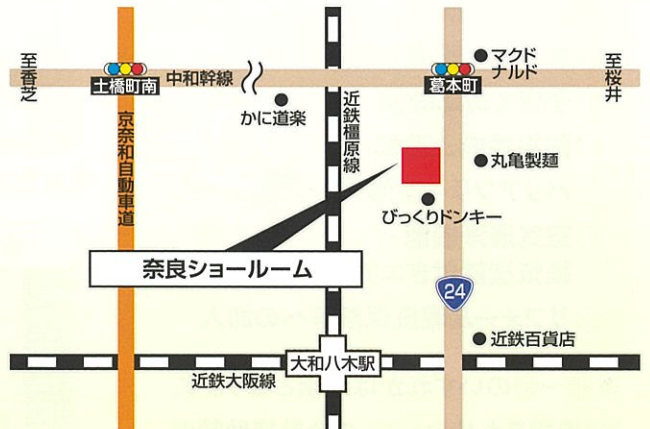 至香芝
土橋町南
中和幹線
かに道楽
近鉄橿原線
葛本町
マクド
ナルド
至桜井
京奈和自動車道
丸亀製麺
びっくりドンキー
奈良ショールーム
24
近鉄百貨店
大和八木駅
近鉄大阪線